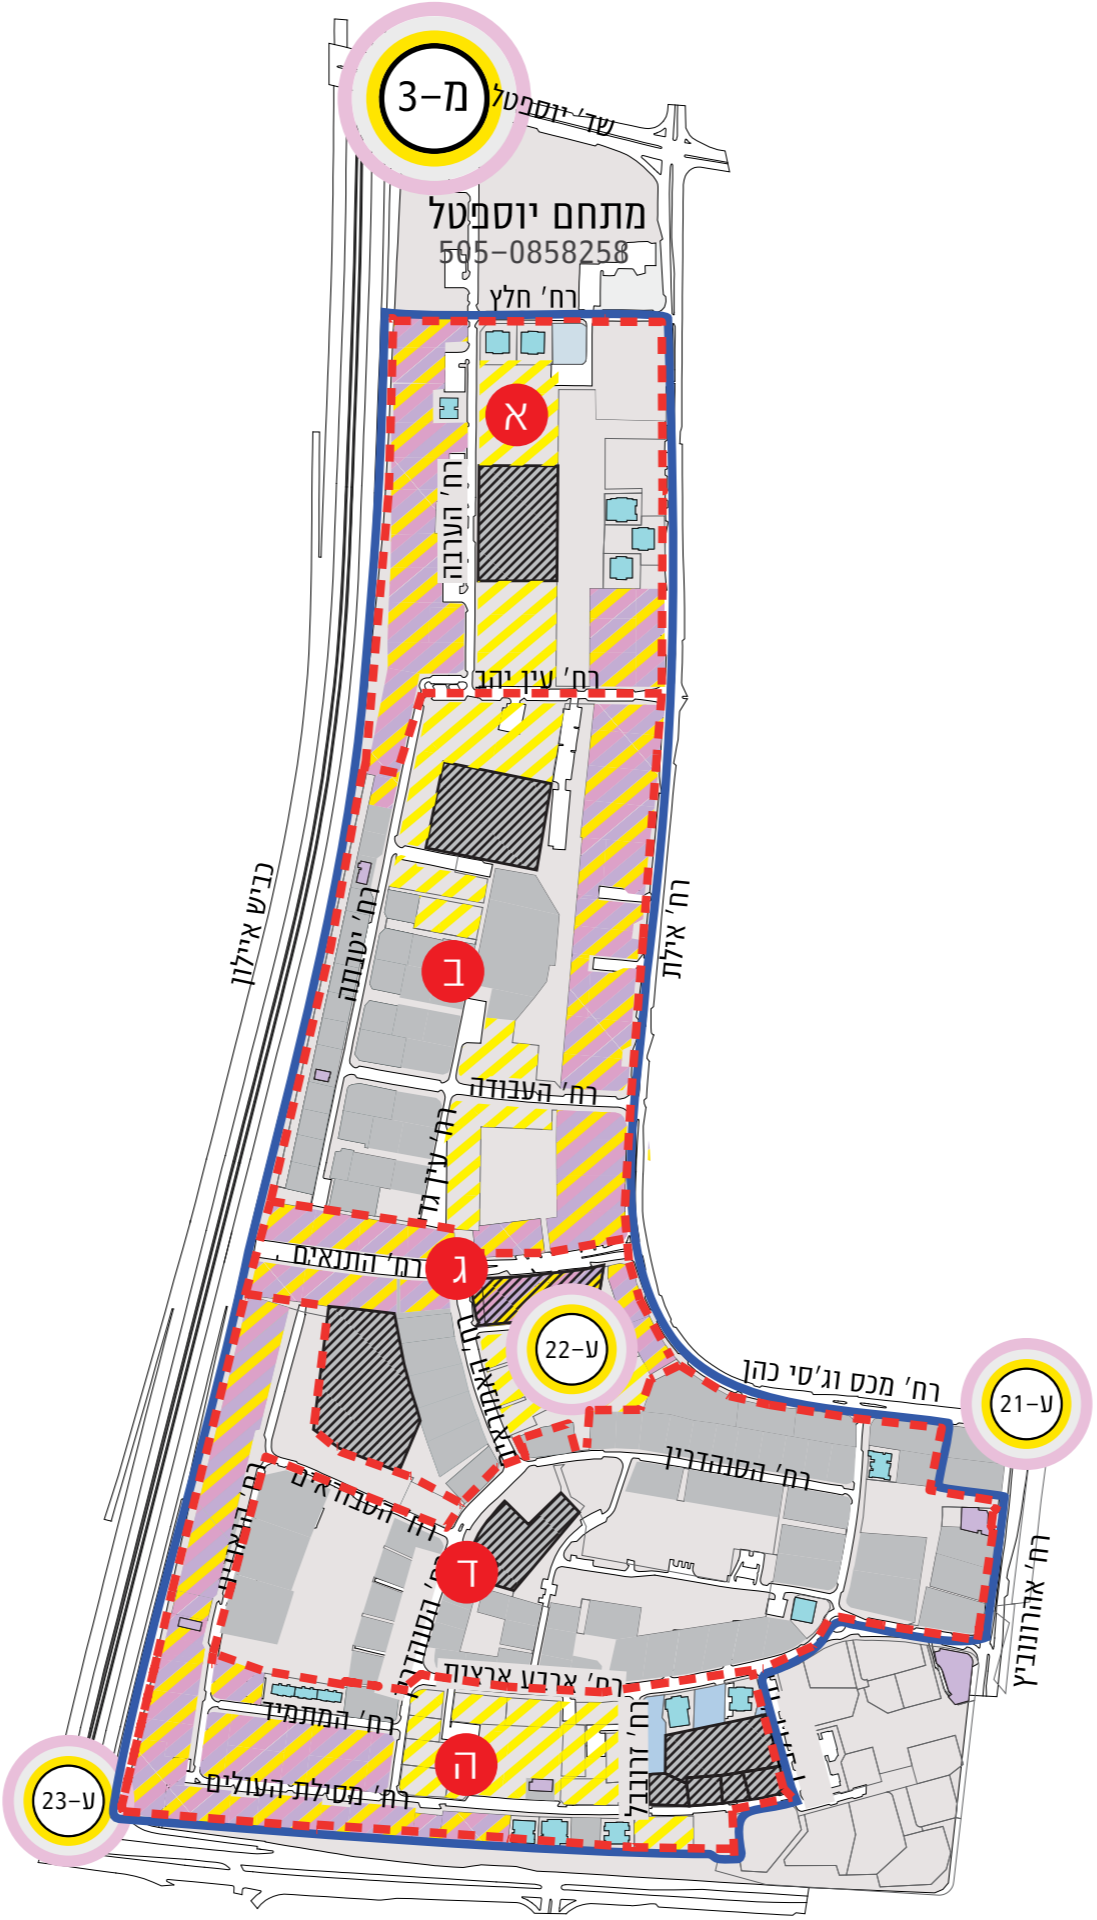 מ-3
שד' יוספטל
מתחם יוספטל
505-0858258
רח' חלץ
א
רח' הערבה
רח' עין יהב
כביש איילון
רח' יטבתה
רח' אילת
ב
רח' העבודה
רח' עין גדי
רח' התנאים
ג
ע-22
רח' מכס וג'סי כהן
ע-21
רח' הסנהדרין
רח' הסבוראים
רח' אהרונוביץ
ד
רח' הסנהדרין
רח' ארבע ארצות
רח' המתמיד
רח' זרובבל
ה
רח' מסילת העולים
ע-23